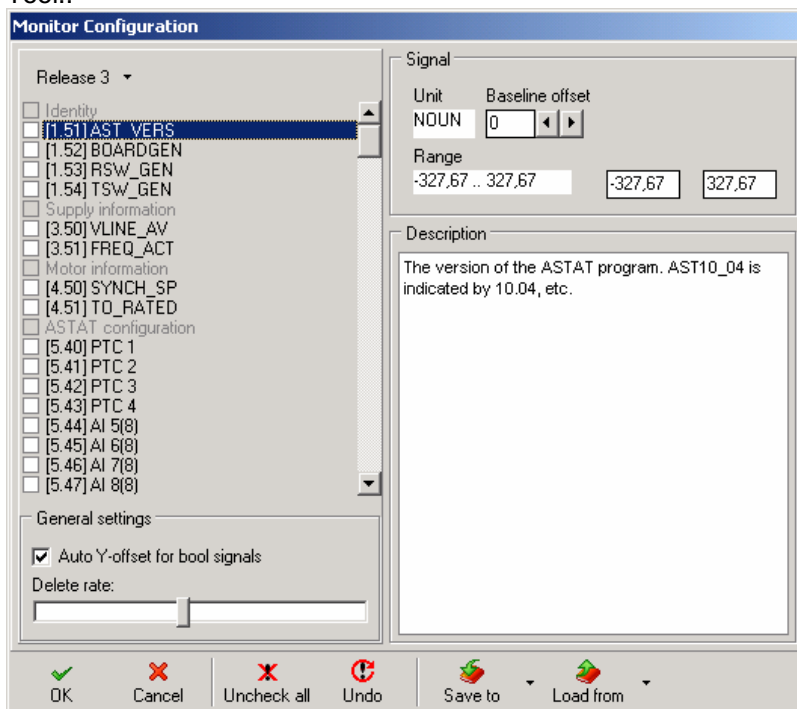 Monitor Configuration
Release 3
Identity
[1.51] AST_VERS
[1.52] BOARDGEN
[1.53] RSW_GEN
[1.54] TSW_GEN
Supply information
[3.50] VLINE_AV
[3.51] FREQ_ACT
Motor information
[4.50] SYNCH_SP
[4.51] TO_RATED
ASTAT configuration
[5.40] PTC 1
[5.41] PTC 2
[5.42] PTC 3
[5.43] PTC 4
[5.44] AI 5(8)
[5.45] AI 6(8)
[5.46] AI 7(8)
[5.47] AI 8(8)
General settings
Auto Y-offset for bool signals
Delete rate:
Signal
Unit Baseline offset
NOUN 0
Range
-327,67 .. 327,67 -327,67 327,67
Description
The version of the ASTAT program. AST10_04 is
indicated by 10.04, etc.
OK Cancel Uncheck all Undo Save to Load from